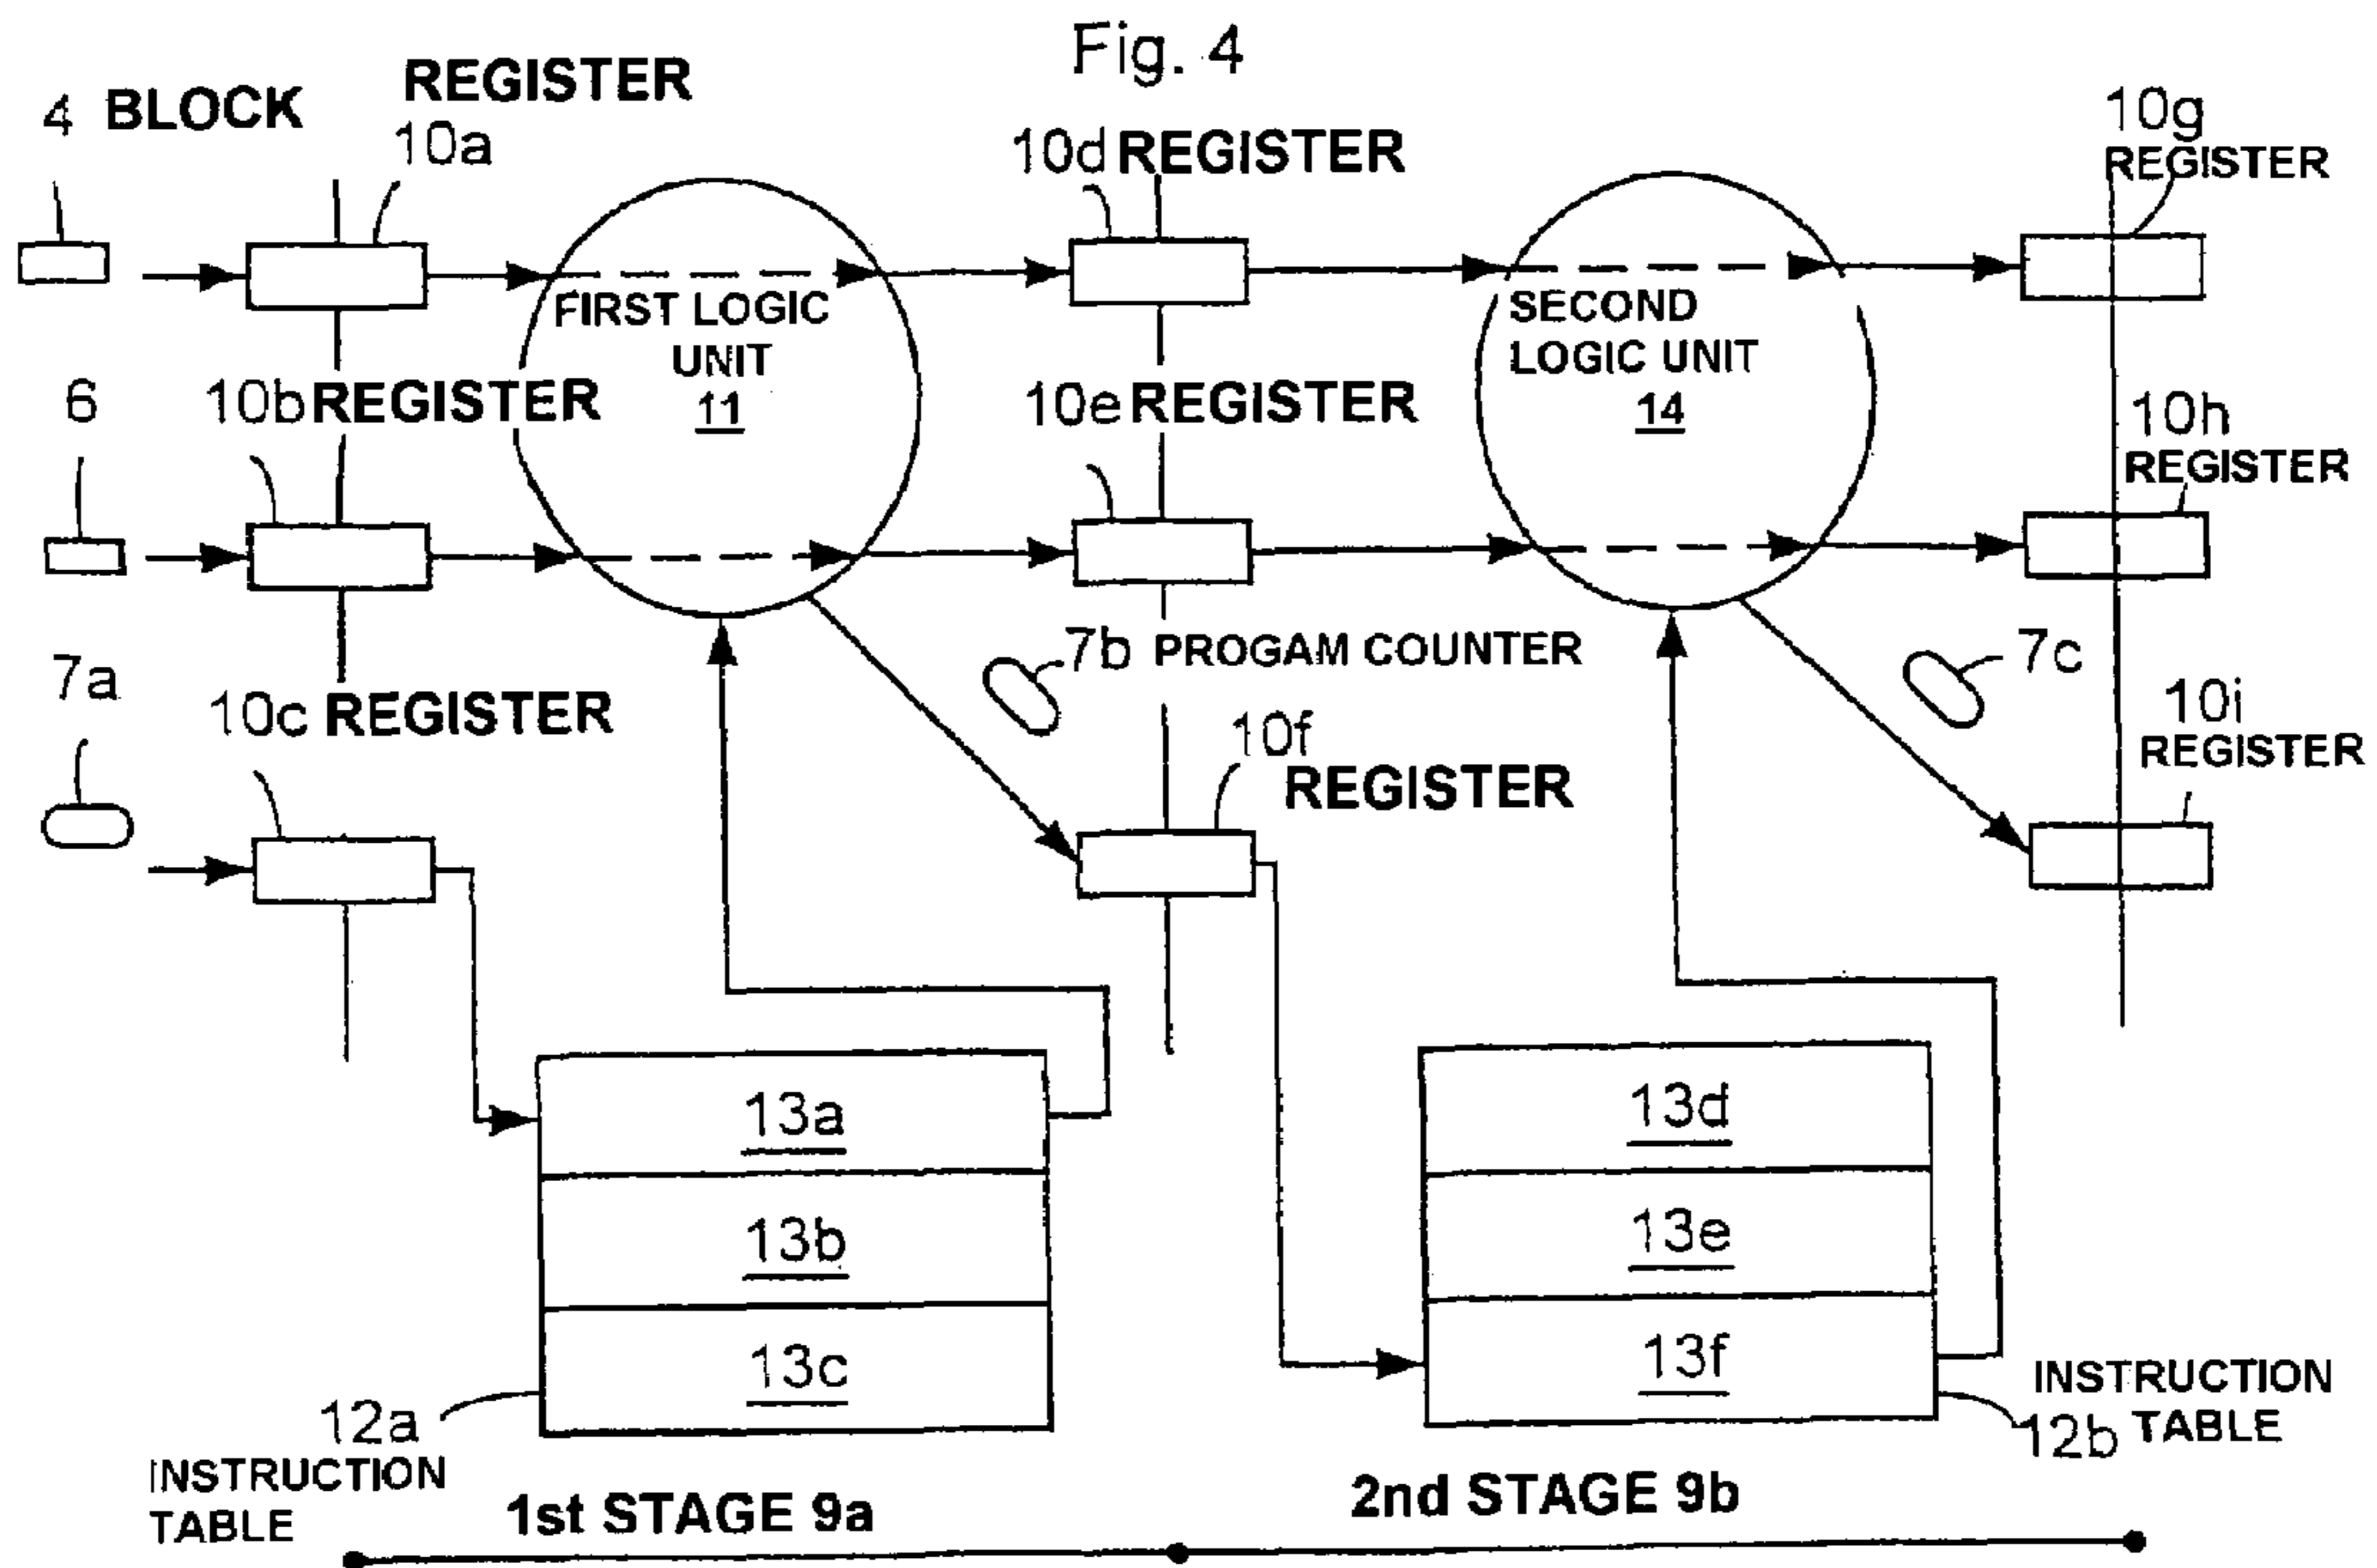 Fig. 4
4 BLOCK
REGISTER
10a
10d REGISTER
10g
REGISTER
FIRST LOGIC
UNIT
11
SECOND
LOGIC UNIT
14
6
10b REGISTER
10e REGISTER
10h
REGISTER
7a
10c REGISTER
7b PROGAM COUNTER
7c
10f
REGISTER
10i
REGISTER
13a
13b
13c
13d
13e
13f
12a
INSTRUCTION
TABLE
INSTRUCTION
12b TABLE
1st STAGE 9a
2nd STAGE 9b